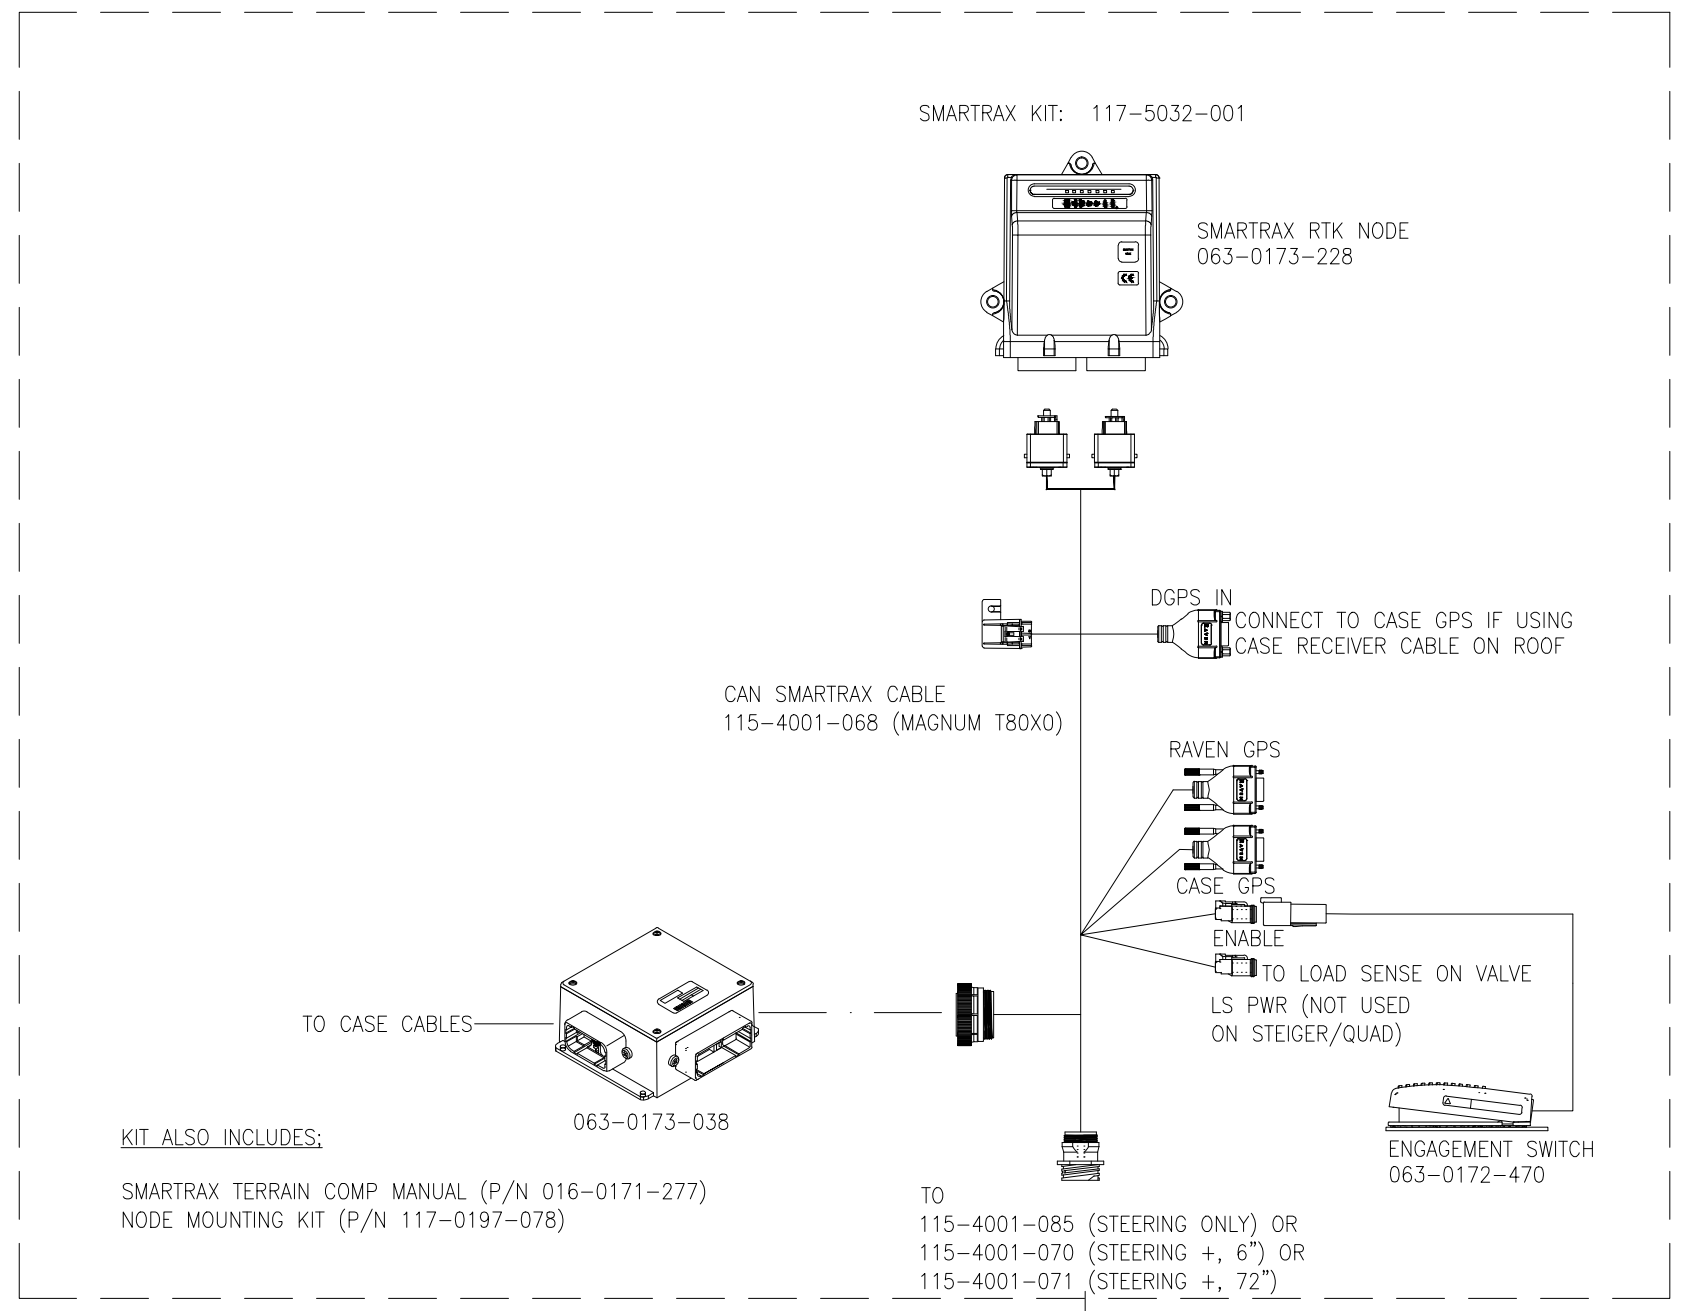 SMARTRAX KIT: 117-5032-001
SMARTRAX RTK NODE
063-0173-228
DGPS IN
CONNECT TO CASE GPS IF USING
CASE RECEIVER CABLE ON ROOF
CAN SMARTRAX CABLE
115-4001-068 (MAGNUM T80X0)
RAVEN GPS
CASE GPS
ENABLE
TO LOAD SENSE ON VALVE
LS PWR (NOT USED
ON STEIGER/QUAD)
TO CASE CABLES
063-0173-038
ENGAGEMENT SWITCH
063-0172-470
KIT ALSO INCLUDES;
SMARTRAX TERRAIN COMP MANUAL (P/N 016-0171-277)
NODE MOUNTING KIT (P/N 117-0197-078)
TO
115-4001-085 (STEERING ONLY) OR
115-4001-070 (STEERING +, 6") OR
115-4001-071 (STEERING +, 72")